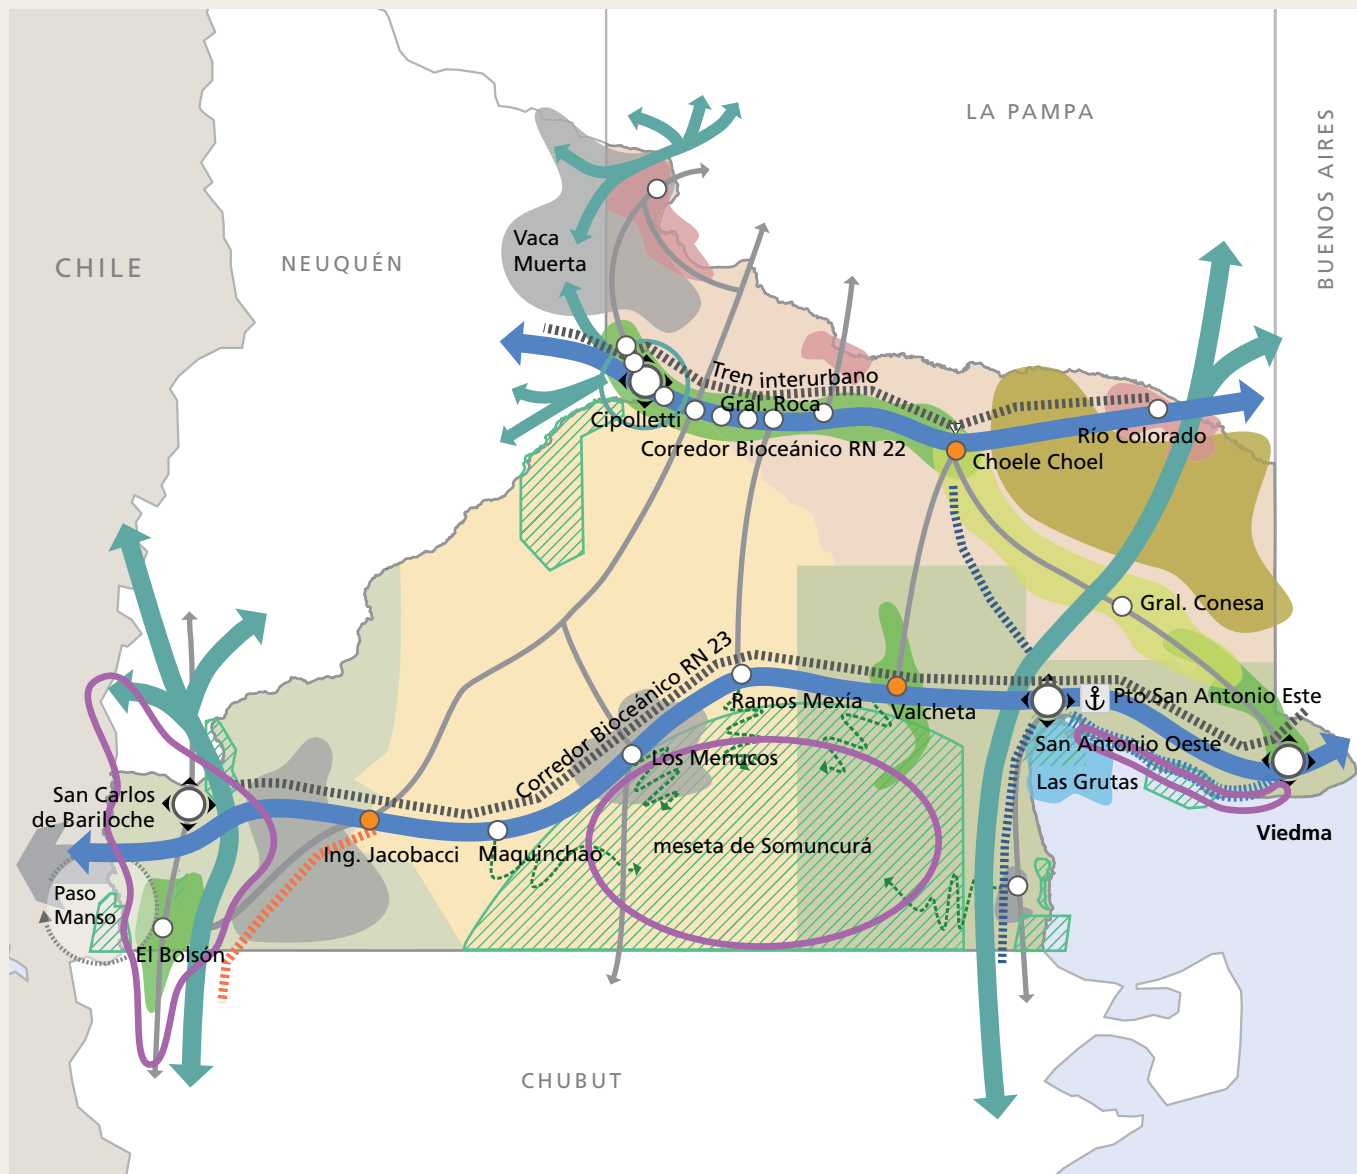 LA PAMPA
BUENOS AIRES
CHILE
NEUQUÉN
Vaca
Muerta
Tren interurbano
Gral. Roca
Cipolletti
Corredor Bioceánico RN 22
Río Colorado
Choele Choel
Gral. Conesa
Corredor Bioceánico RN 23
Ramos Mexía
Valcheta
Pto.San Antonio Este
San Antonio Oeste
Los Menucos
Las Grutas
San Carlos
de Bariloche
Viedma
Ing. Jacobacci
Maquinchao
meseta de Somuncurá
Paso
Manso
El Bolsón
CHUBUT